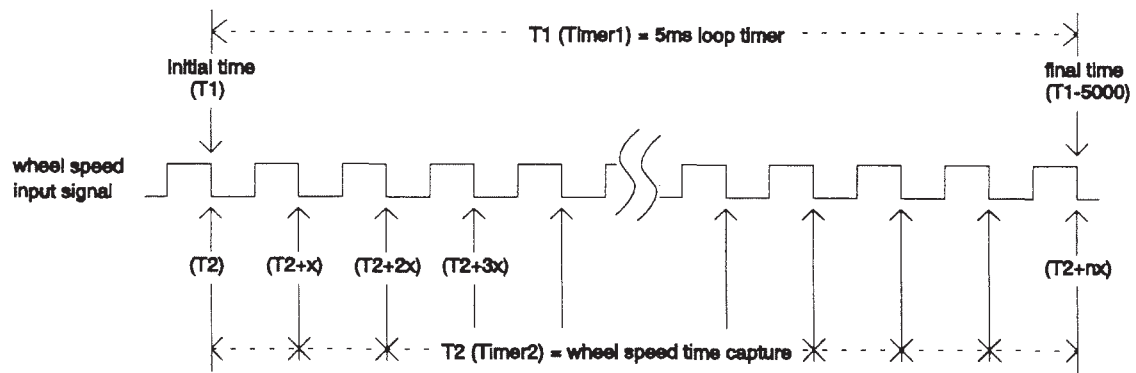 T1 (Timer1) = 5ms loop timer
initial time
(T1)
final time
(T1-5000)
wheel speed
input signal
(T2)
(T2+x)
(T2+2x)
(T2+3x)
(T2+nx)
T2 (Timer2) = wheel speed time capture